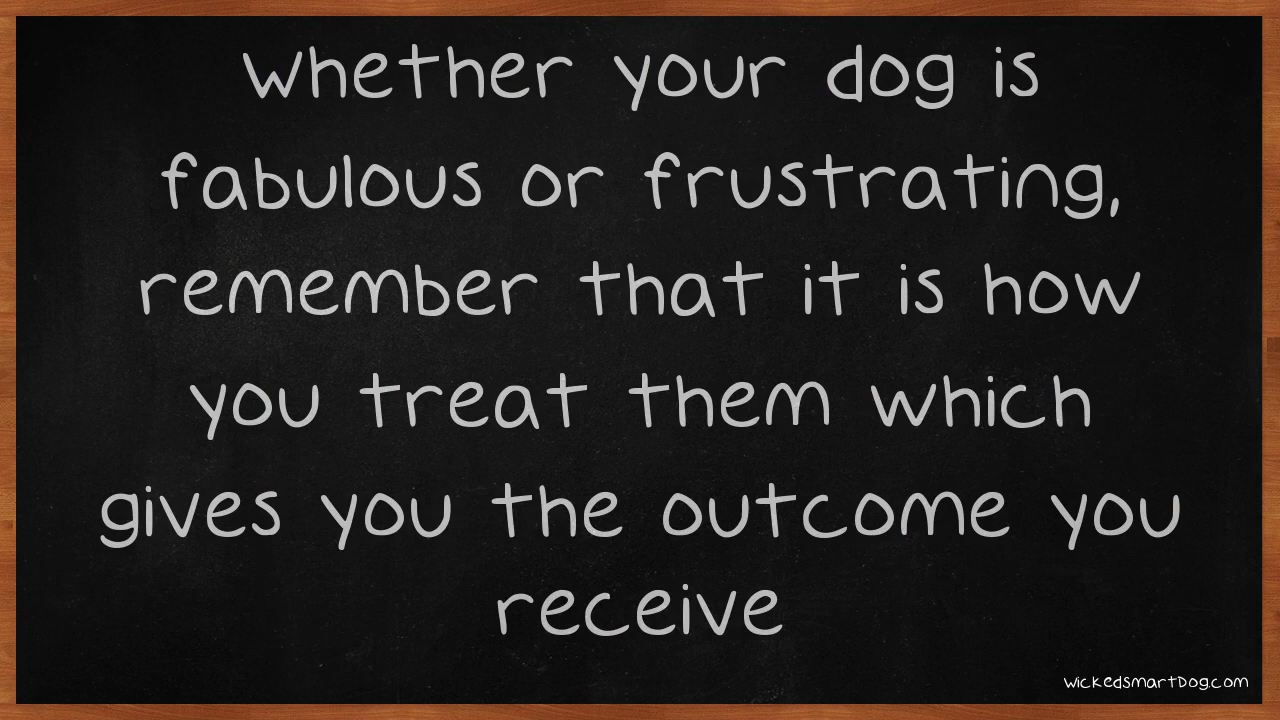 whether your dog is
fabulous or frustrating,
remember that it is how
you treat them which
gives you the outcome you
receive
wickedsmartDog.com